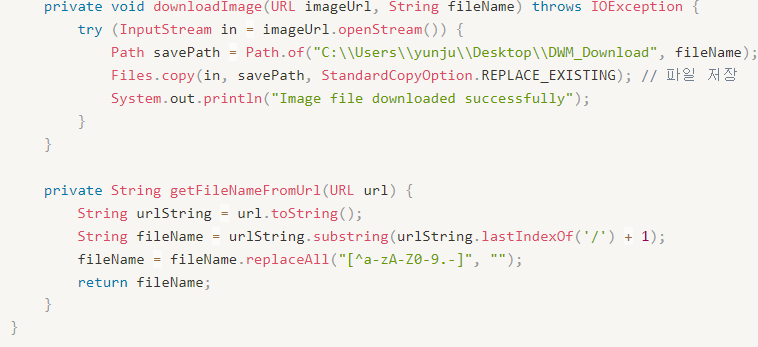 private void downloadImage(URL imageUrl, String fileName) throws IOException {
try (InputStream in = imageUrl.openStream()) {
Path savePath = Path.of("C:\\Users\\yunju\\Desktop\\DWM_Download", fileName);
Files.copy(in, savePath, StandardCopyOption.REPLACE_EXISTING); // 파일 저장
System.out.println("Image file downloaded successfully");
}
}
private String getFileNameFromUrl(URL url) {
String urlString = url.toString();
String fileName = urlString.substring(urlString.lastIndexOf('/') + 1);
fileName = fileName.replaceAll("[^a-zA-Z0-9.-]", "");
return fileName;
}
}